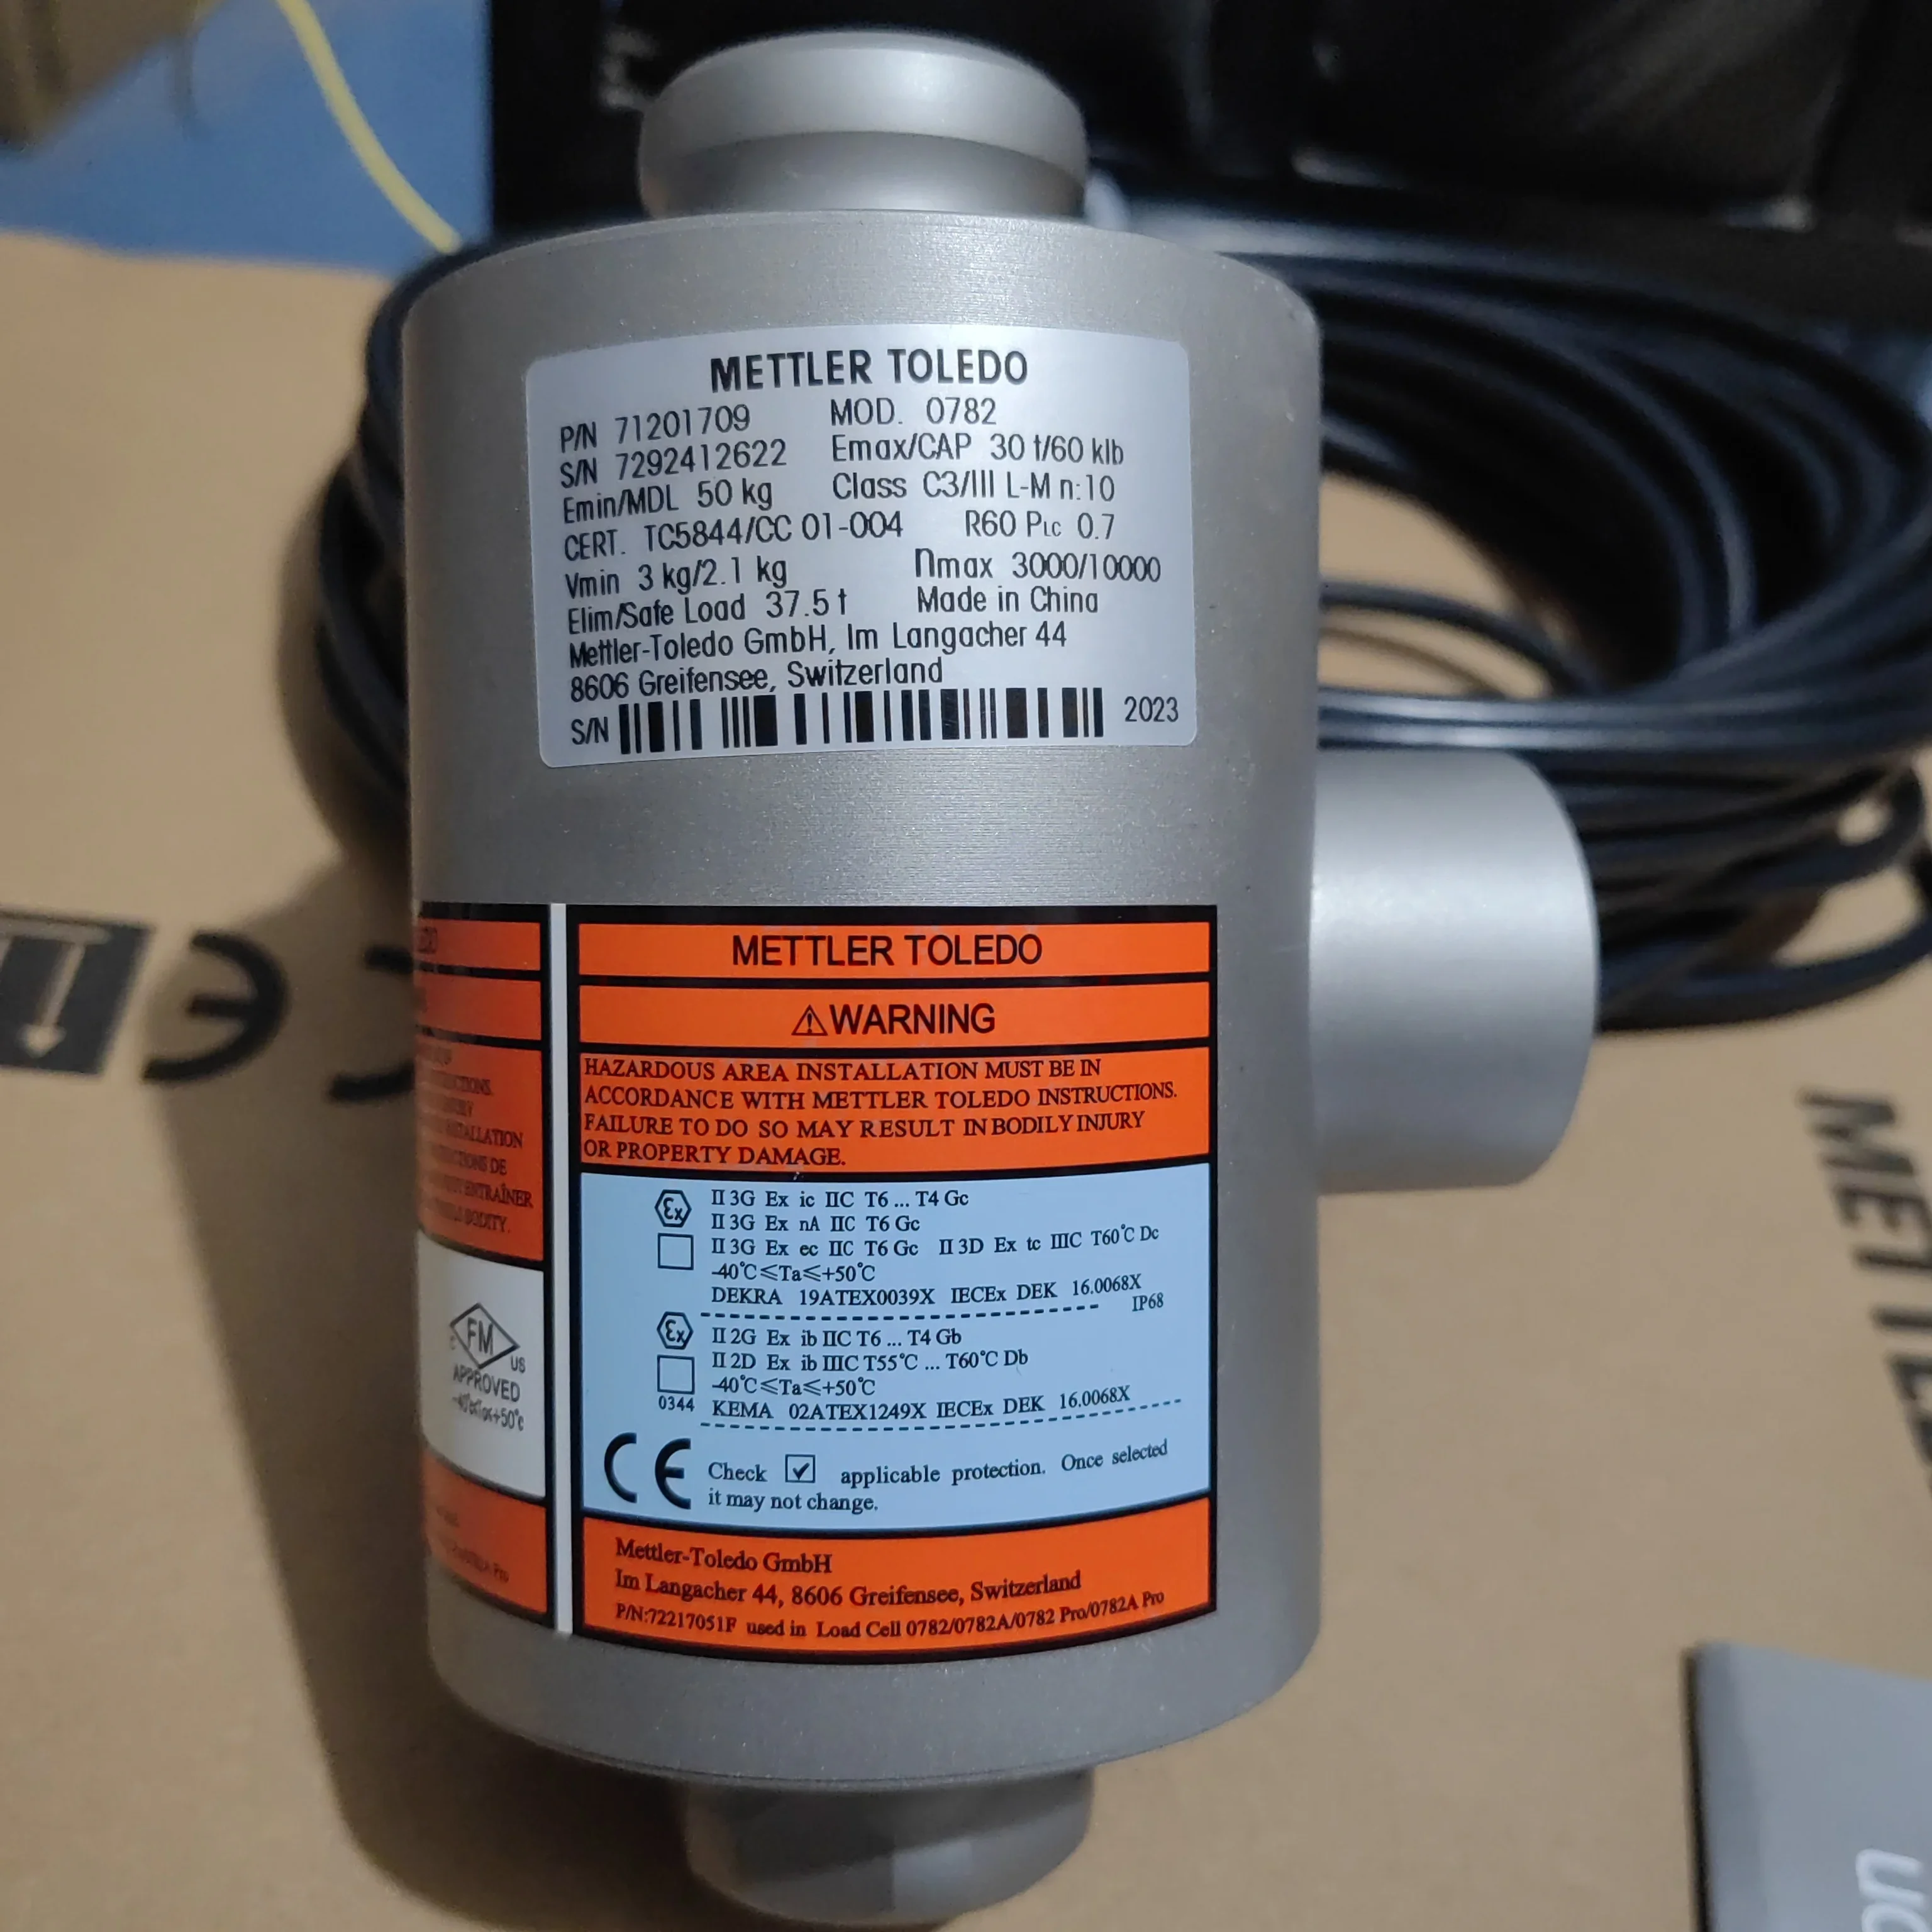 METTLER TOLEDO
P/N 71201709 MOD. 0782
S/N 7292412622 Emax/CAP 30 t/60 klb
Emin/MDL 50 kg Class C3/III L-M n:10
CERT. TC5844/CC 01-004 R60 PLC 0.7
Vmin 3 kg/2.1 kg nmax 3000/10000
Elim/Safe Load 37.5 t Made in China
Mettler-Toledo GmbH, Im Langacher 44
8606 Greifensee, Switzerland
S/N 2023
METTLER TOLEDO
⚠WARNING
HAZARDOUS AREA INSTALLATION MUST BE IN
ACCORDANCE WITH METTLER TOLEDO INSTRUCTIONS.
FAILURE TO DO SO MAY RESULT IN BODILY INJURY
OR PROPERTY DAMAGE.
Ex II 3G Ex ic IIC T6 ... T4 Gc
II 3G Ex nA IIC T6 Gc
II 3G Ex ec IIC T6 Gc II 3D Ex tc IIIC T60℃ Dc
-40℃≤Ta≤+50℃
DEKRA 19ATEX0039X IECEx DEK 16.0068X
IP68
Ex II 2G Ex ib IIC T6 ... T4 Gb
II 2D Ex ib IIIC T55℃ ... T60℃ Db
-40℃≤Ta≤+50℃
0344 KEMA 02ATEX1249X IECEx DEK 16.0068X
CE Check ☑ applicable protection. Once selected
it may not change.
Mettler-Toledo GmbH
Im Langacher 44, 8606 Greifensee, Switzerland
P/N:72217051F used in Load Cell 0782/0782A/0782 Pro/0782A Pro
INSTALLATION
DE
ENTRAÎNER
C FM US
APPROVED
-40℃≤Ta≤+50℃
Pro